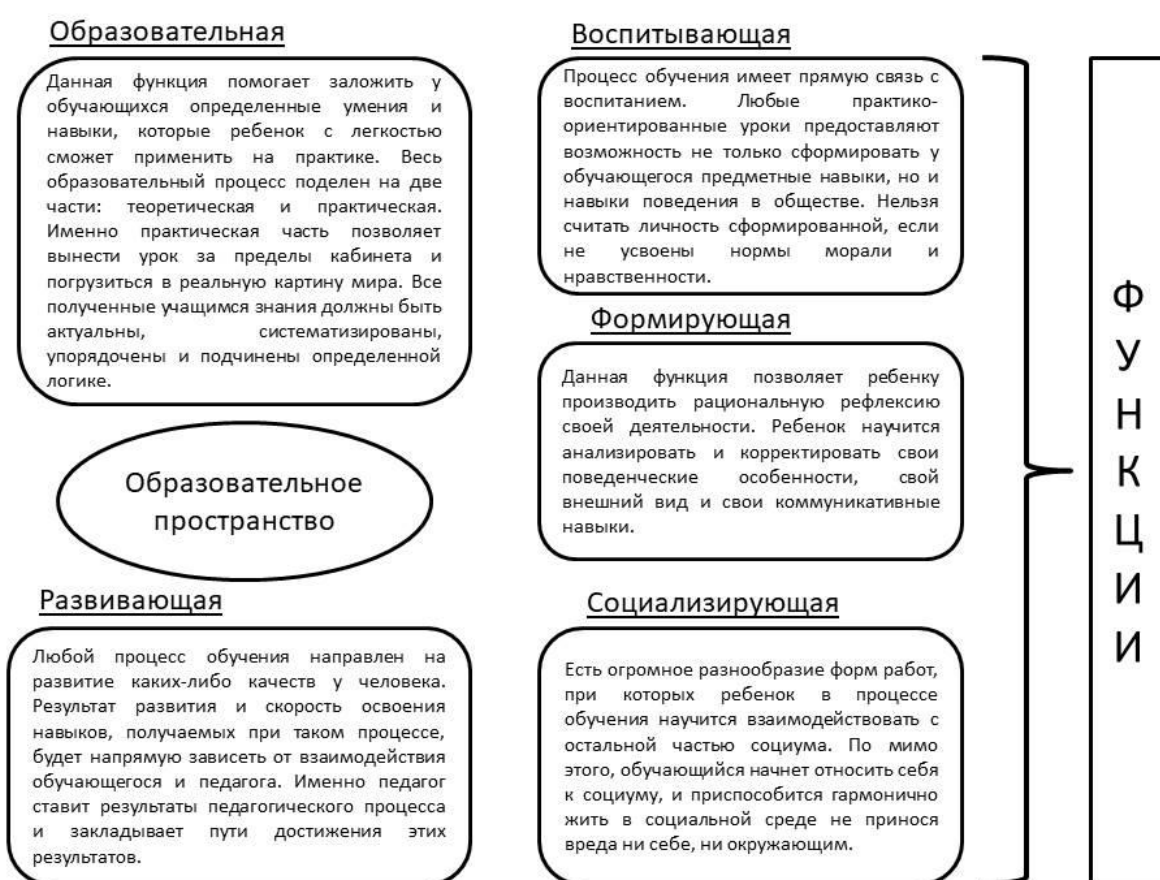 Образовательная
Данная функция помогает заложить у
обучающихся определенные умения и
навыки, которые ребенок с легкостью
сможет применить на практике. Весь
образовательный процесс поделен на две
части: теоретическая и практическая.
Именно практическая часть позволяет
вынести урок за пределы кабинета и
погрузиться в реальную картину мира. Все
полученные учащимся знания должны быть
актуальны, систематизированы,
упорядочены и подчинены определенной
логике.
Образовательное
пространство
Развивающая
Любой процесс обучения направлен на
развитие каких-либо качеств у человека.
Результат развития и скорость освоения
навыков, получаемых при таком процессе,
будет напрямую зависеть от взаимодействия
обучающегося и педагога. Именно педагог
ставит результаты педагогического процесса
и закладывает пути достижения этих
результатов.
Воспитывающая
Процесс обучения имеет прямую связь с
воспитанием. Любые практико-
ориентированные уроки предоставляют
возможность не только сформировать у
обучающегося предметные навыки, но и
навыки поведения в обществе. Нельзя
считать личность сформированной, если
не усвоены нормы морали и
нравственности.
Формирующая
Данная функция позволяет ребенку
производить рациональную рефлексию
своей деятельности. Ребенок научится
анализировать и корректировать свои
поведенческие особенности, свой
внешний вид и свои коммуникативные
навыки.
Социализирующая
Есть огромное разнообразие форм работ,
при которых ребенок в процессе
обучения научится взаимодействовать с
остальной частью социума. По мимо
этого, обучающийся начнет относить себя
к социуму, и приспособится гармонично
жить в социальной среде не принося
вреда ни себе, ни окружающим.
Ф
У
Н
К
Ц
И
И